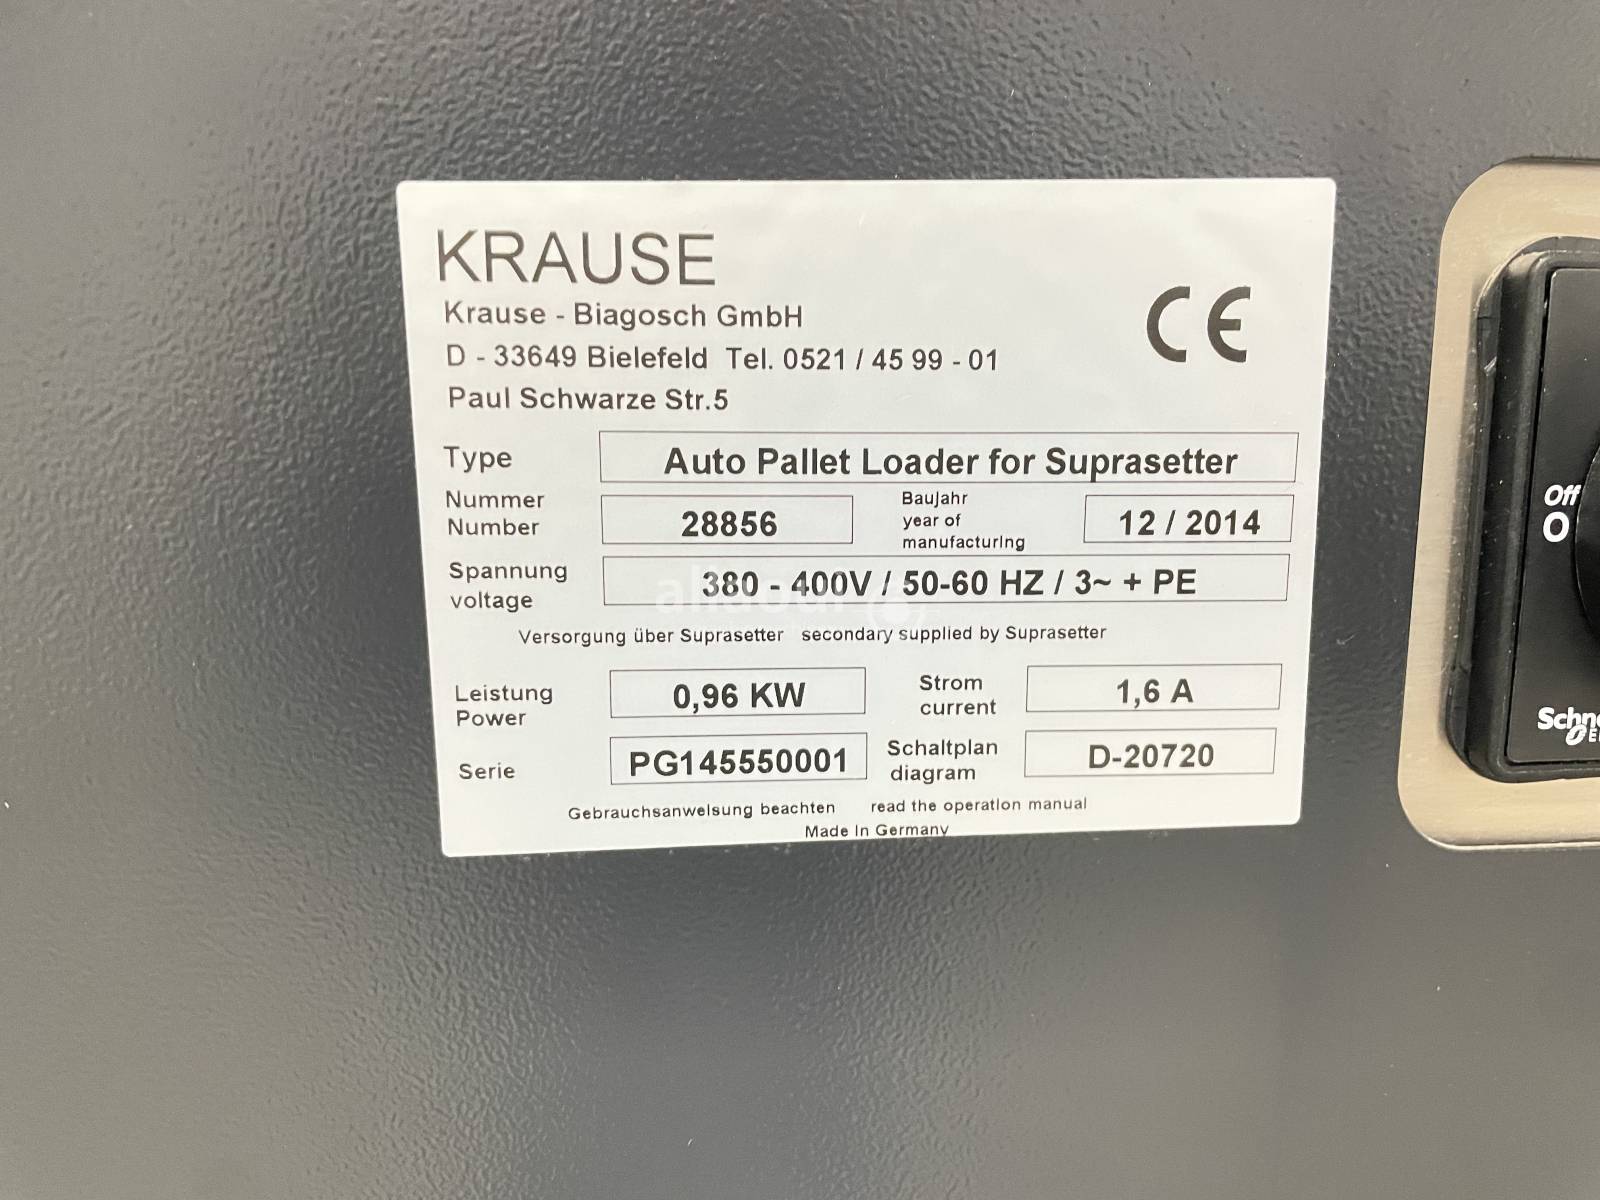 KRAUSE
Krause - Biagosch GmbH
D - 33649 Bielefeld Tel. 0521 / 45 99 - 01
Paul Schwarze Str.5
CE
Type Auto Pallet Loader for Suprasetter
Nummer
Number 28856
Baujahr
year of
manufacturing 12 / 2014
Spannung
voltage 380 - 400V / 50-60 HZ / 3~ + PE
Versorgung über Suprasetter secondary supplied by Suprasetter
Leistung
Power 0,96 KW
Strom
current 1,6 A
Serie PG145550001
Schaltplan
diagram D-20720
Gebrauchsanweisung beachten read the operation manual
Made In Germany
Off
O